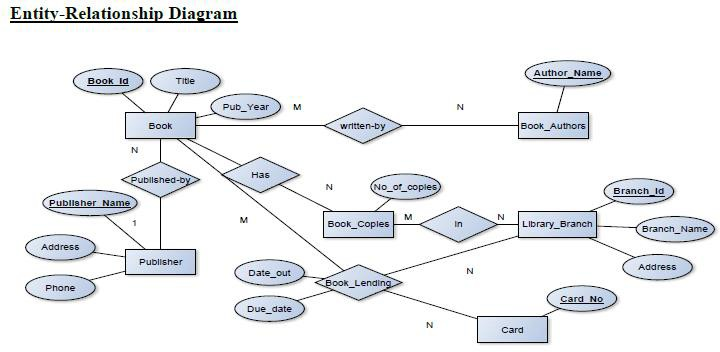 Entity-Relationship Diagram
Book_Id
Title
Author_Name
Pub_Year
M
N
Book
written-by
Book_Authors
N
Published-by
Has
N
No_of_copies
Branch_Id
Publisher_Name
1
M
Book_Copies
M
In
N
Library_Branch
Branch_Name
Address
Publisher
Date_out
N
Address
Phone
Book_Lending
Due_date
Card_No
N
Card